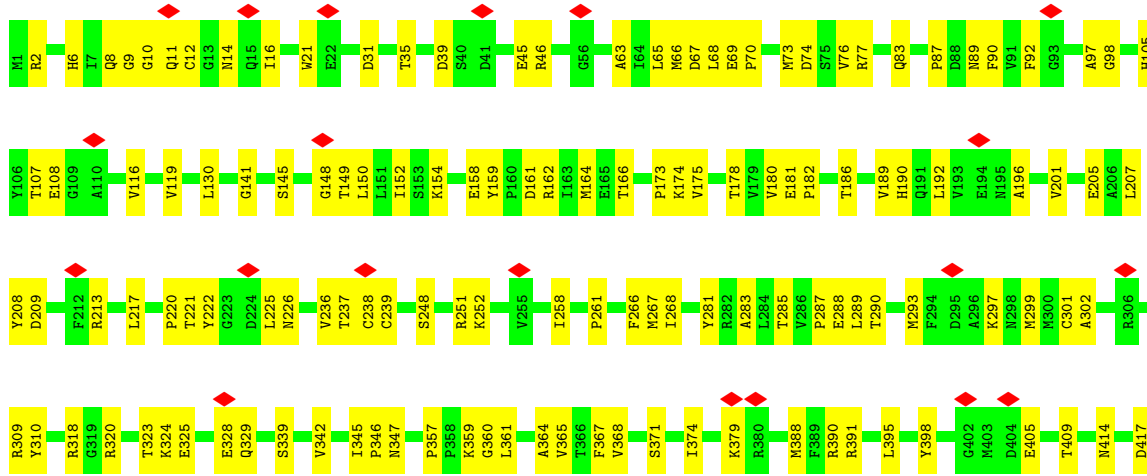 M1 R2 H6 I7 Q8 G9 G10 Q11 C12 G13 N14 Q15 I16 W21 E22 D31 T35 D39 S40 D41 E45 R46 G56 A63 I64 L65 M66 D67 L68 E69 P70 M73 D74 S75 V76 R77 Q83 P87 D88 N89 F90 V91 F92 G93 A97 G98 H105
Y106 T107 E108 G109 A110 V116 V119 L130 G141 S145 G148 T149 L150 L151 I152 S153 K154 E158 Y159 P160 D161 R162 I163 M164 E165 T166 P173 K174 V175 T178 V179 V180 E181 P182 T186 V189 H190 Q191 L192 V193 E194 N195 A196 V201 E205 A206 L207
Y208 D209 F212 R213 L217 P220 T221 Y222 G223 D224 L225 N226 V236 T237 C238 C239 S248 R251 K252 V255 I258 P261 F266 M267 I268 Y281 R282 A283 L284 T285 V286 P287 E288 L289 T290 M293 F294 D295 A296 K297 N298 M299 M300 C301 A302 R306
R309 Y310 R318 G319 R320 T323 K324 E325 E328 Q329 S339 V342 I345 P346 N347 P357 P358 K359 G360 L361 A364 V365 T366 F367 V368 S371 I374 K379 R380 M388 F389 R390 R391 L395 Y398 G402 M403 D404 E405 T409 N414